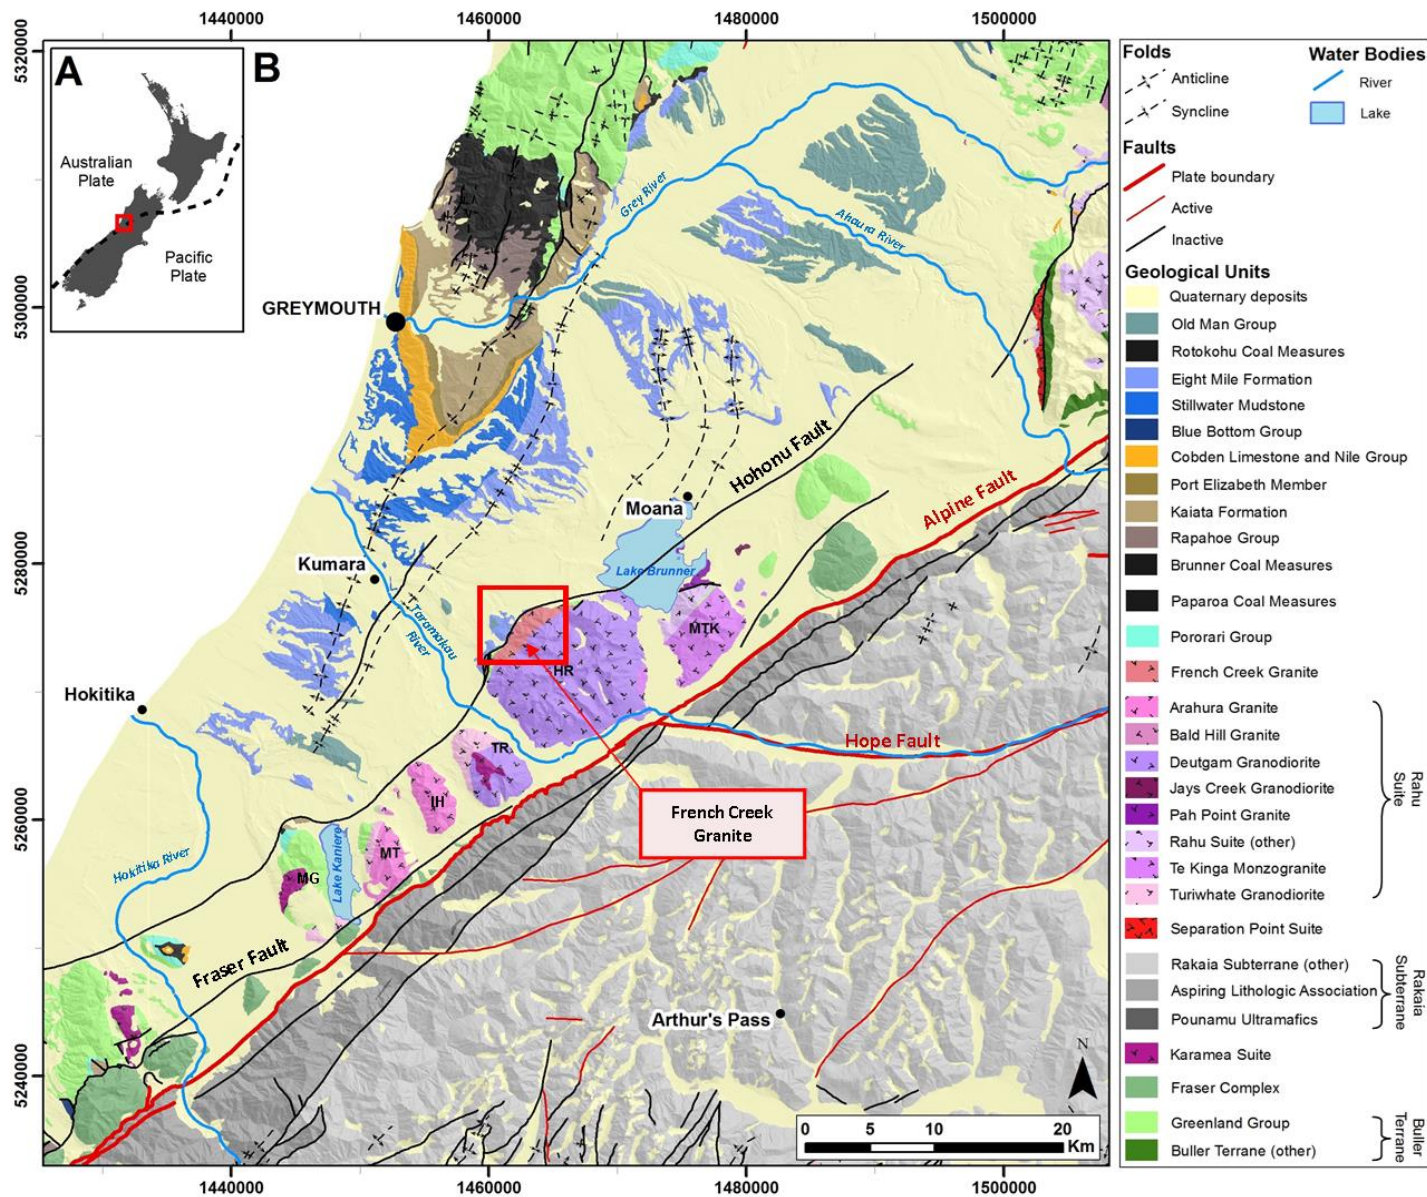 1440000
1460000
1480000
1500000
5320000
5300000
5280000
5260000
5240000
A
Australian
Plate
Pacific
Plate
B
GREYMOUTH
Grey River
Ahaura River
Hohonu Fault
Alpine Fault
Moana
Lake Brunner
Kumara
Taramakau
River
MTK
HR
Hokitika
Hope Fault
TR
IH
French Creek
Granite
MT
MG
Lake Kaniere
Hokitika River
Fraser Fault
Arthur's Pass
N
0
5
10
20
Km
1440000
1460000
1480000
1500000
Folds
Anticline
Syncline
Water Bodies
River
Lake
Faults
Plate boundary
Active
Inactive
Geological Units
Quaternary deposits
Old Man Group
Rotokohu Coal Measures
Eight Mile Formation
Stillwater Mudstone
Blue Bottom Group
Cobden Limestone and Nile Group
Port Elizabeth Member
Kaiata Formation
Rapahoe Group
Brunner Coal Measures
Paparoa Coal Measures
Pororari Group
French Creek Granite
Arahura Granite
Bald Hill Granite
Deutgam Granodiorite
Jays Creek Granodiorite
Pah Point Granite
Rahu Suite (other)
Te Kinga Monzogranite
Turiwhate Granodiorite
Rahu
Suite
Separation Point Suite
Rakaia Subterrane (other)
Aspiring Lithologic Association
Pounamu Ultramafics
Rakaia
Subterrane
Karamea Suite
Fraser Complex
Greenland Group
Buller Terrane (other)
Buller
Terrane